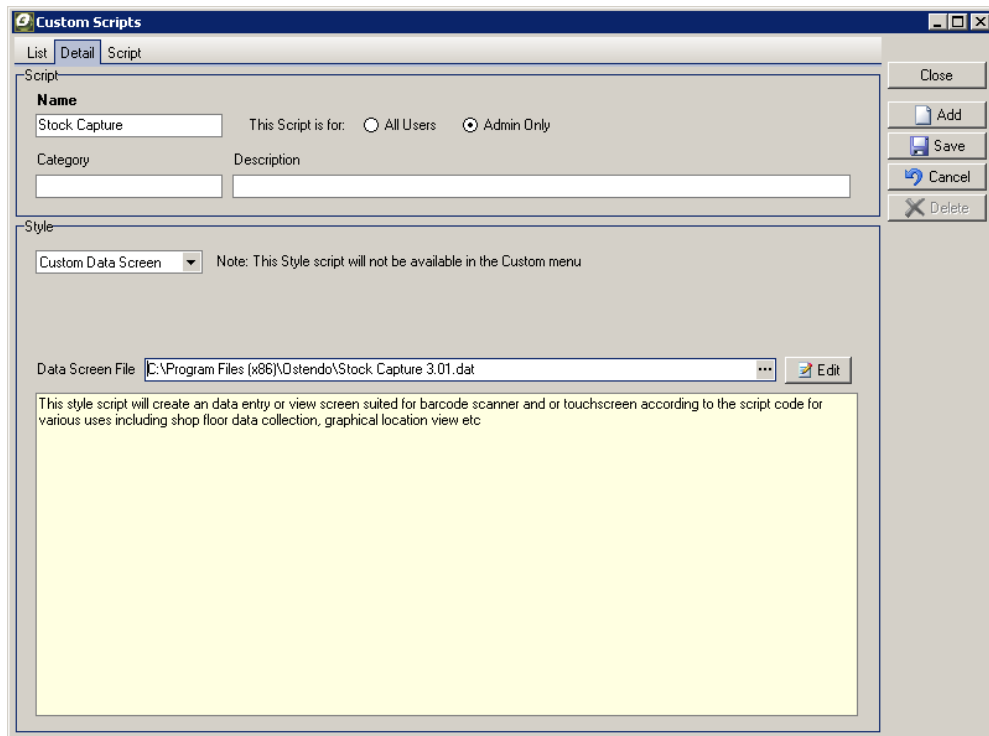 Custom Scripts
List Detail Script
Script
Close
Name
Stock Capture This Script is for: All Users Admin Only
Add
Save
Category Description
Cancel
Delete
Style
Custom Data Screen Note: This Style script will not be available in the Custom menu
Data Screen File C:\Program Files (x86)\Ostendo\Stock Capture 3.01.dat ... Edit
This style script will create an data entry or view screen suited for barcode scanner and or touchscreen according to the script code for
various uses including shop floor data collection, graphical location view etc